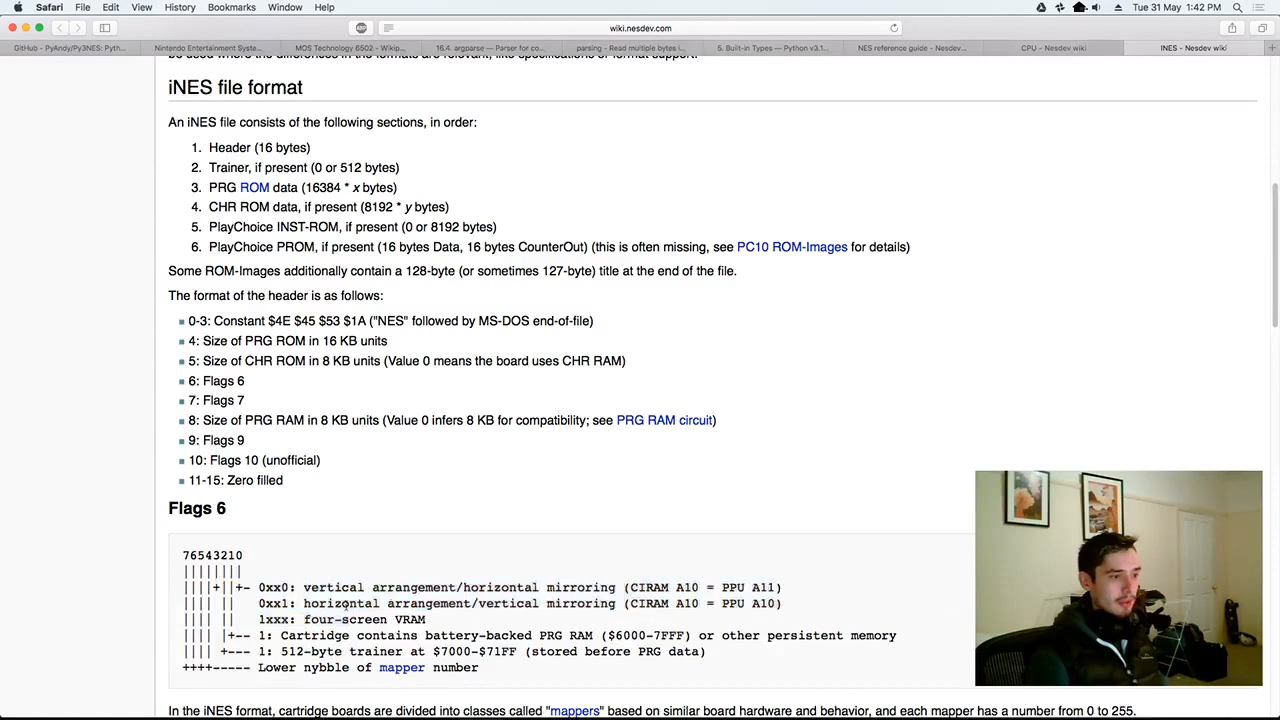 Safari File Edit View History Bookmarks Window Help Tue 31 May 1:42 PM
wiki.nesdev.com
GitHub - PyAndy/Py3NES: Pyth... Nintendo Entertainment System... MOS Technology 6502 - Wikip... 16.4. argparse — Parser for co... parsing - Read multiple bytes i... 5. Built-in Types — Python v3.1... NES reference guide - Nesdev... CPU - Nesdev wiki INES - Nesdev wiki
be used where the differences in the formats are relevant, like specifications of format support.
iNES file format
An iNES file consists of the following sections, in order:
1. Header (16 bytes)
2. Trainer, if present (0 or 512 bytes)
3. PRG ROM data (16384 * x bytes)
4. CHR ROM data, if present (8192 * y bytes)
5. PlayChoice INST-ROM, if present (0 or 8192 bytes)
6. PlayChoice PROM, if present (16 bytes Data, 16 bytes CounterOut) (this is often missing, see PC10 ROM-Images for details)
Some ROM-Images additionally contain a 128-byte (or sometimes 127-byte) title at the end of the file.
The format of the header is as follows:
0-3: Constant $4E $45 $53 $1A ("NES" followed by MS-DOS end-of-file)
4: Size of PRG ROM in 16 KB units
5: Size of CHR ROM in 8 KB units (Value 0 means the board uses CHR RAM)
6: Flags 6
7: Flags 7
8: Size of PRG RAM in 8 KB units (Value 0 infers 8 KB for compatibility; see PRG RAM circuit)
9: Flags 9
10: Flags 10 (unofficial)
11-15: Zero filled
Flags 6
76543210
||||||||
||||+||+- 0xx0: vertical arrangement/horizontal mirroring (CIRAM A10 = PPU A11)
|||| || 0xx1: horizontal arrangement/vertical mirroring (CIRAM A10 = PPU A10)
|||| || 1xxx: four-screen VRAM
|||| |+-- 1: Cartridge contains battery-backed PRG RAM ($6000-7FFF) or other persistent memory
|||| +--- 1: 512-byte trainer at $7000-$71FF (stored before PRG data)
++++----- Lower nybble of mapper number
In the iNES format, cartridge boards are divided into classes called "mappers" based on similar board hardware and behavior, and each mapper has a number from 0 to 255.